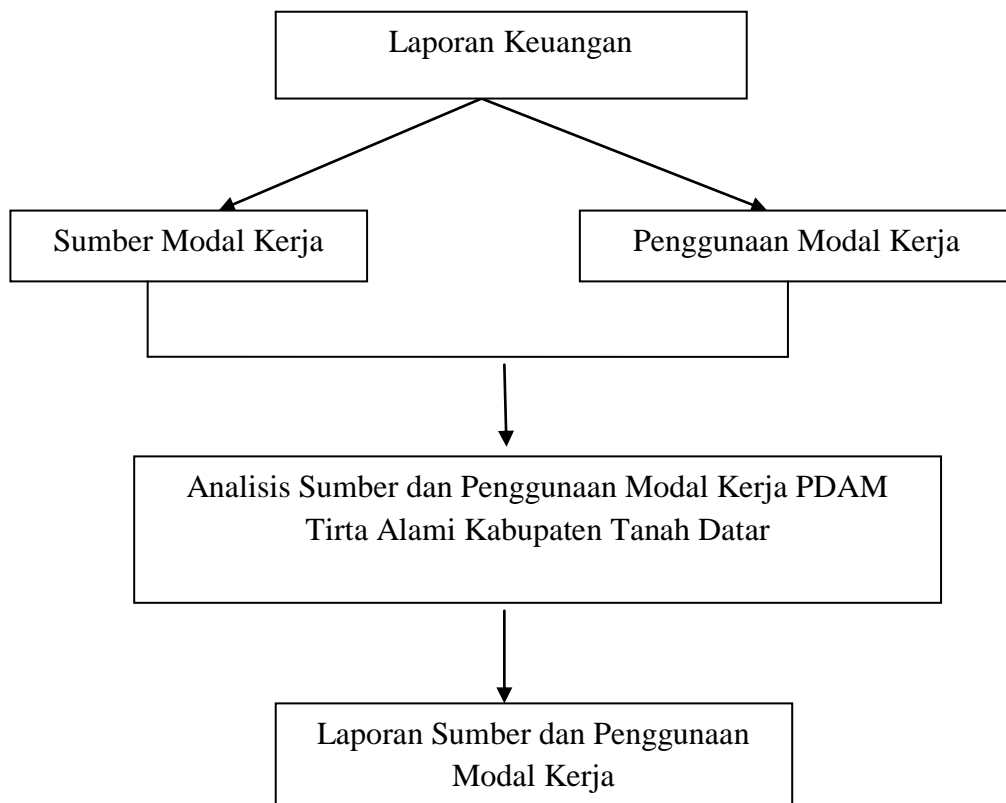 Laporan Keuangan
Sumber Modal Kerja
Penggunaan Modal Kerja
Analisis Sumber dan Penggunaan Modal Kerja PDAM
Tirta Alami Kabupaten Tanah Datar
Laporan Sumber dan Penggunaan
Modal Kerja